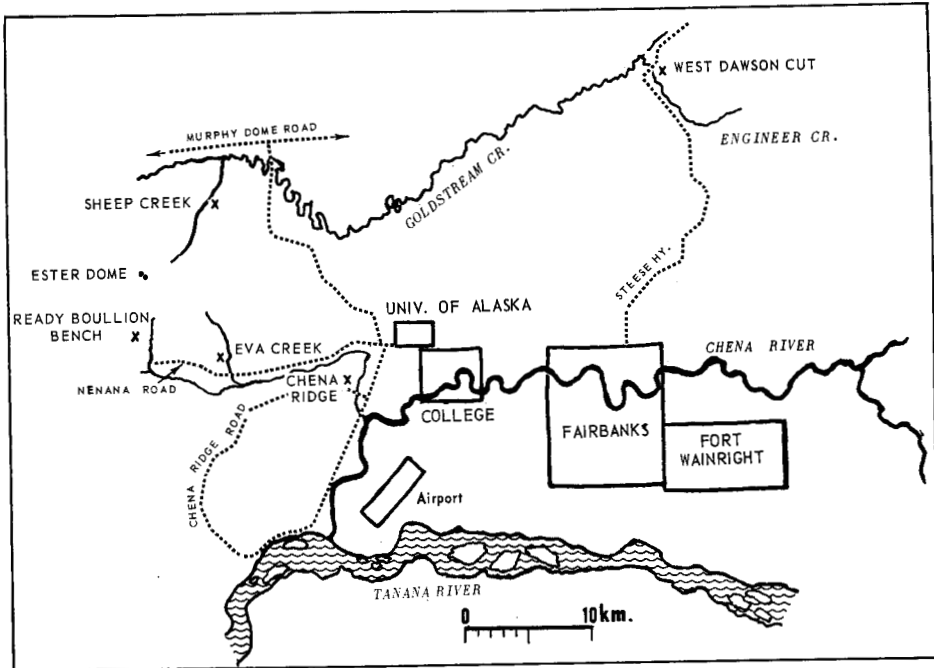 WEST DAWSON CUT
MURPHY DOME ROAD
ENGINEER CR.
GOLDSTREAM CR.
SHEEP CREEK
ESTER DOME
STEESE HY.
UNIV. OF ALASKA
READY BOULLION
BENCH
EVA CREEK
CHENA RIVER
NENANA ROAD
CHENA
RIDGE
COLLEGE
CHENA RIDGE ROAD
FAIRBANKS
FORT
WAINRIGHT
Airport
TANANA RIVER
0 10km.